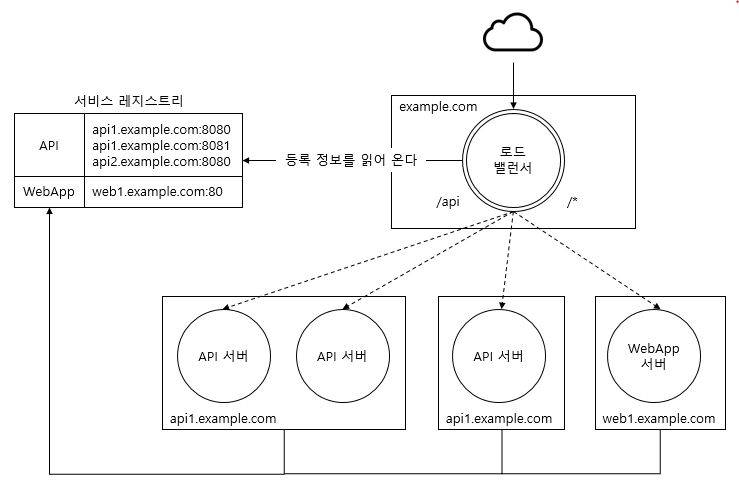 서비스 레지스트리
API
api1.example.com:8080
api1.example.com:8081
api2.example.com:8080
WebApp
web1.example.com:80
등록 정보를 읽어 온다
example.com
로드
밸런서
/api
/*
API 서버
API 서버
api1.example.com
API 서버
api1.example.com
WebApp
서버
web1.example.com